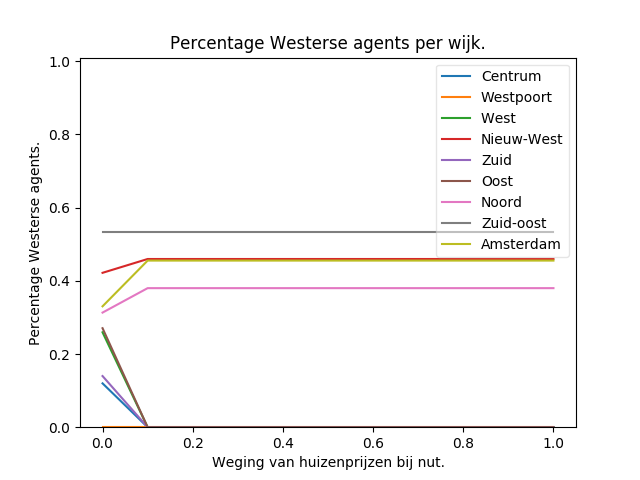 Percentage Westerse agents per wijk.
Percentage Westerse agents.
1.0
0.8
0.6
0.4
0.2
0.0
Centrum
Westpoort
West
Nieuw-West
Zuid
Oost
Noord
Zuid-oost
Amsterdam
0.0 0.2 0.4 0.6 0.8 1.0
Weging van huizenprijzen bij nut.